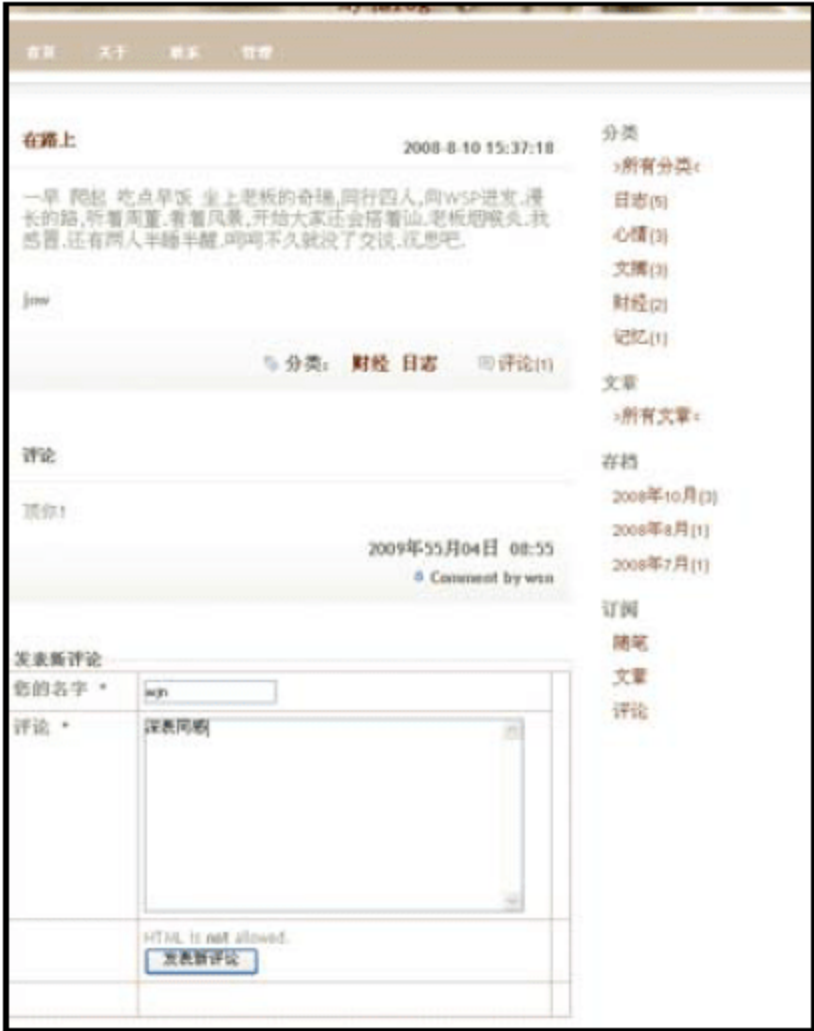 首页 关于 联系 管理
在路上
2008-8-10 15:37:18
一早 爬起 吃点早饭 坐上老板的奇瑞,同行四人,向WSP进发.漫
长的路,听着周董.看着风景,开始大家还会搭着讪.老板烟喉炎.我
感冒.还有两人半睡半醒.呵呵不久就没了交谈.沉思吧.
jow
分类: 财经 日志 评论(1)
评论
顶你!
2009年55月04日 08:55
Comment by wsn
发表新评论
您的名字 *
wjn
评论 *
深表同感
HTML is not allowed.
发表新评论
分类
>所有分类<
日志(5)
心情(3)
文摘(3)
财经(2)
记忆(1)
文章
>所有文章<
存档
2008年10月(3)
2008年8月(1)
2008年7月(1)
订阅
随笔
文章
评论